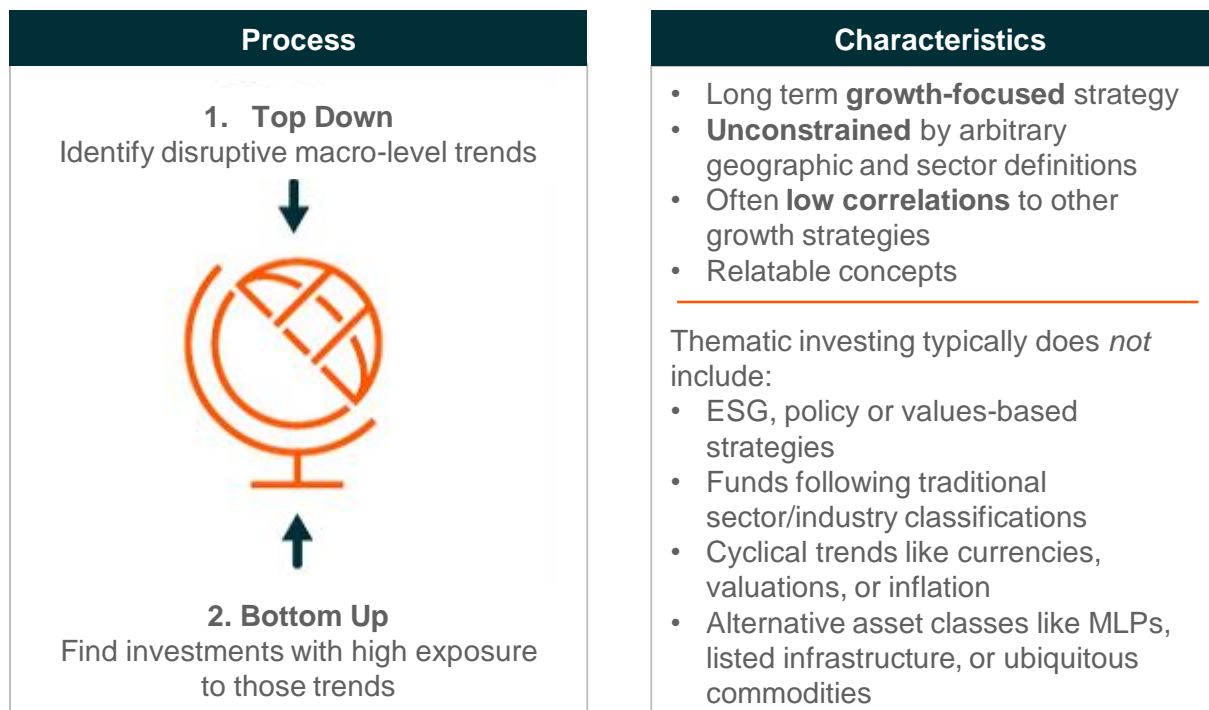 Process
1. Top Down
Identify disruptive macro-level trends
2. Bottom Up
Find investments with high exposure
to those trends
Characteristics
• Long term growth-focused strategy
• Unconstrained by arbitrary
geographic and sector definitions
• Often low correlations to other
growth strategies
• Relatable concepts
Thematic investing typically does not
include:
• ESG, policy or values-based
strategies
• Funds following traditional
sector/industry classifications
• Cyclical trends like currencies,
valuations, or inflation
• Alternative asset classes like MLPs,
listed infrastructure, or ubiquitous
commodities